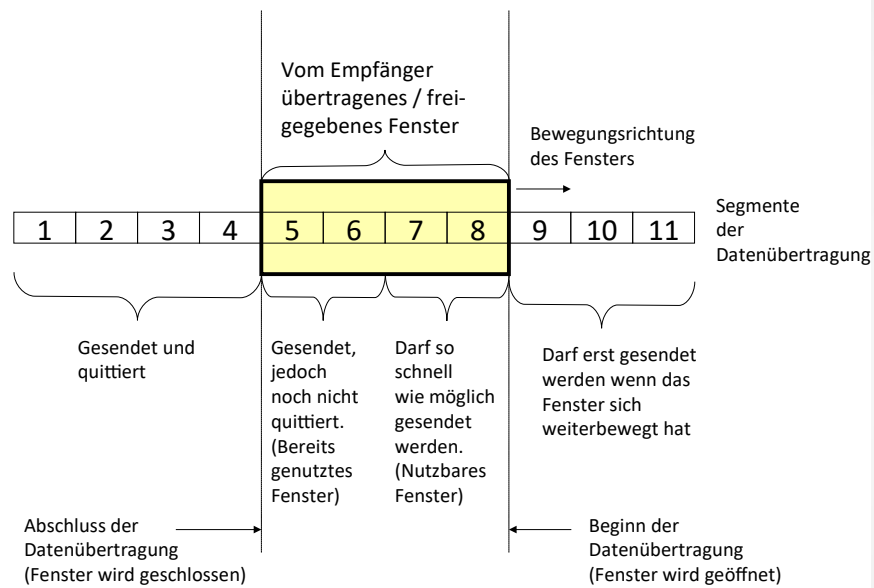 Vom Empfänger
übertragenes / frei-
gegebenes Fenster
Bewegungsrichtung
des Fensters
1 2 3 4 5 6 7 8 9 10 11
Segmente
der
Datenübertragung
Gesendet und
quittiert
Gesendet,
jedoch
noch nicht
quittiert.
(Bereits
genutztes
Fenster)
Darf so
schnell
wie möglich
gesendet
werden.
(Nutzbares
Fenster)
Darf erst gesendet
werden wenn das
Fenster sich
weiterbewegt hat
Abschluss der
Datenübertragung
(Fenster wird geschlossen)
Beginn der
Datenübertragung
(Fenster wird geöffnet)